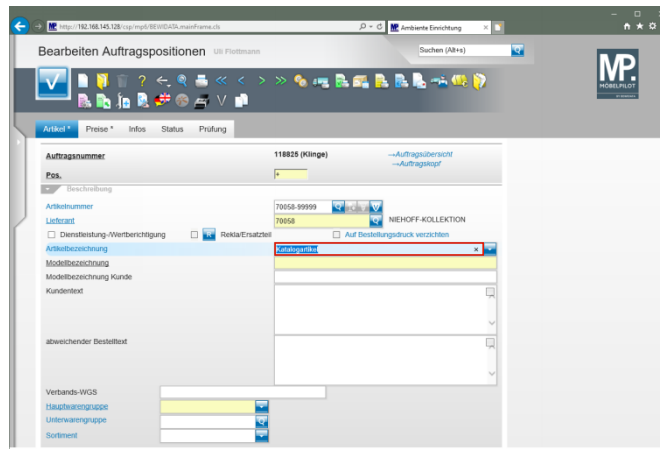 http://192.168.145.128/csp/mp8/BEWIDATA.mainFrame.cls
Ambiente Einrichtung
Bearbeiten Auftragspositionen Uli Flottmann
Suchen (Alt+s)
MP.
MÖBELPILOT
Artikel * Preise * Infos Status Prüfung
Auftragsnummer 118825 (Klinge) →Auftragsübersicht
→Auftragskopf
Pos. +
Beschreibung
Artikelnummer 70058-99999
Lieferant 70058 NIEHOFF-KOLLEKTION
Dienstleistung-/Wertberichtigung R Rekla/Ersatzteil Auf Bestellungsdruck verzichten
Artikelbezeichnung Katalogartikel
Modellbezeichnung
Modellbezeichnung Kunde
Kundentext
abweichender Bestelltext
Verbands-WGS
Hauptwarengruppe
Unterwarengruppe
Sortiment